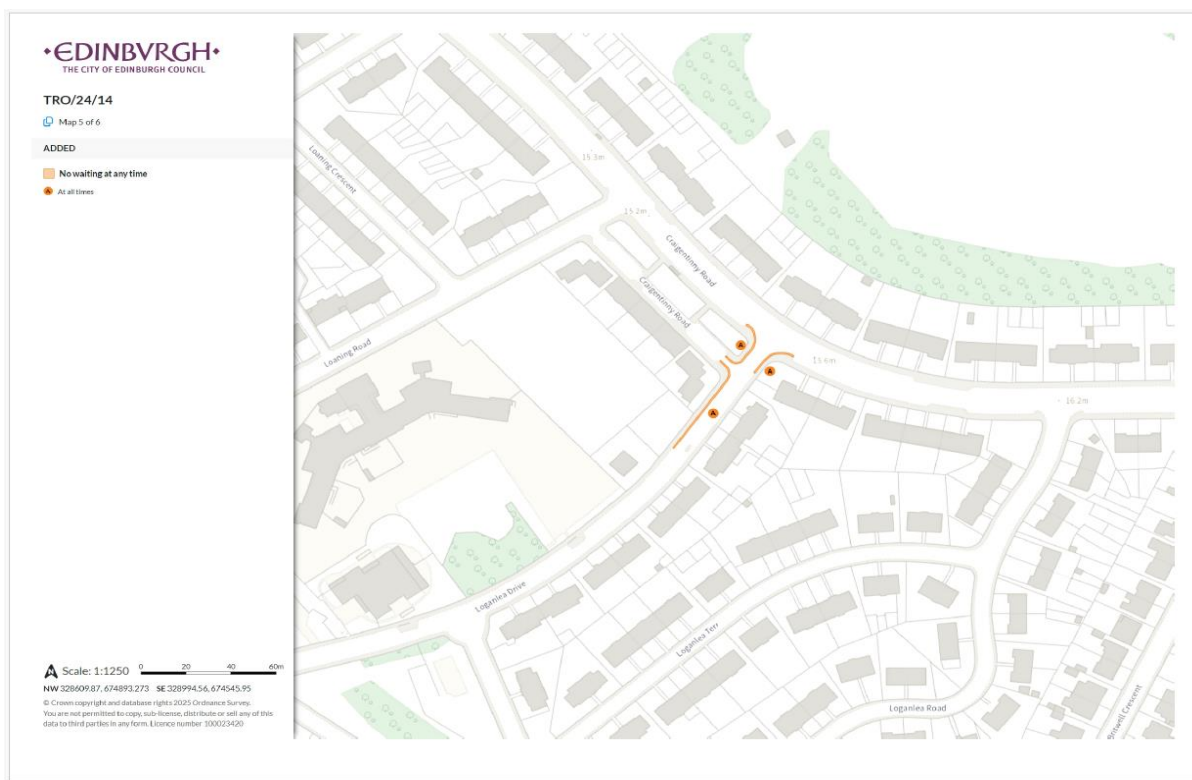 EDINBVRGH
THE CITY OF EDINBURGH COUNCIL
TRO/24/14
Map 5 of 6
ADDED
No waiting at any time
A At all times
N Scale: 1:1250 0 20 40 60m
NW 328609.87, 674893.273 SE 328994.56, 674545.95
© Crown copyright and database rights 2025 Ordnance Survey.
You are not permitted to copy, sub-license, distribute or sell any of this
data to third parties in any form. Licence number 100023420
Loaning Crescent
15.3m
15.2m
Craigentinny Road
Craigentinny Road
Loaning Road
A
A
A
15.6m
16.2m
Loganlea Drive
Loganlea Terr
Loganlea Road
Crescent